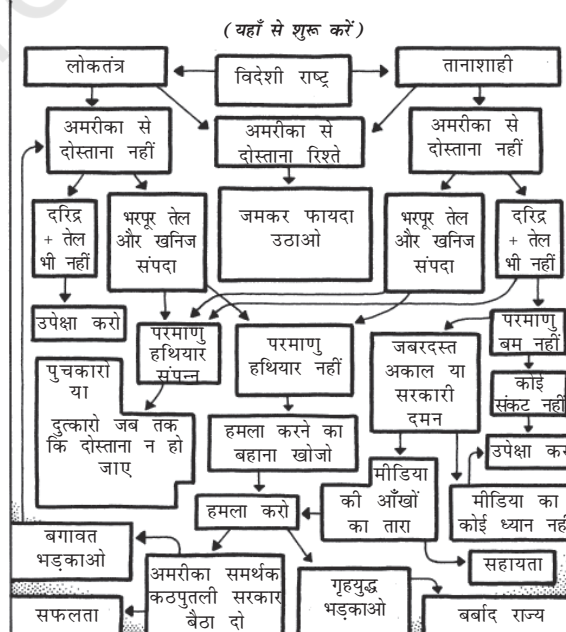 (यहाँ से शुरू करें)
लोकतंत्र
विदेशी राष्ट्र
तानाशाही
अमरीका से
दोस्ताना नहीं
अमरीका से
दोस्ताना रिश्ते
अमरीका से
दोस्ताना नहीं
दरिद्र
+ तेल
भी नहीं
भरपूर तेल
और खनिज
संपदा
जमकर फायदा
उठाओ
भरपूर तेल
और खनिज
संपदा
दरिद्र
+ तेल
भी नहीं
उपेक्षा करो
परमाणु
हथियार
संपन्न
परमाणु
हथियार नहीं
जबरदस्त
अकाल या
सरकारी
दमन
परमाणु
बम नहीं
पुचकारो
या
दुत्कारो जब तक
कि दोस्ताना न हो
जाए
कोई
संकट नहीं
हमला करने का
बहाना खोजो
उपेक्षा कर
हमला करो
मीडिया
की आँखों
का तारा
मीडिया का
कोई ध्यान नहीं
बगावत
भड़काओ
सहायता
अमरीका समर्थक
कठपुतली सरकार
बैठा दो
गृहयुद्ध
भड़काओ
सफलता
बर्बाद राज्य